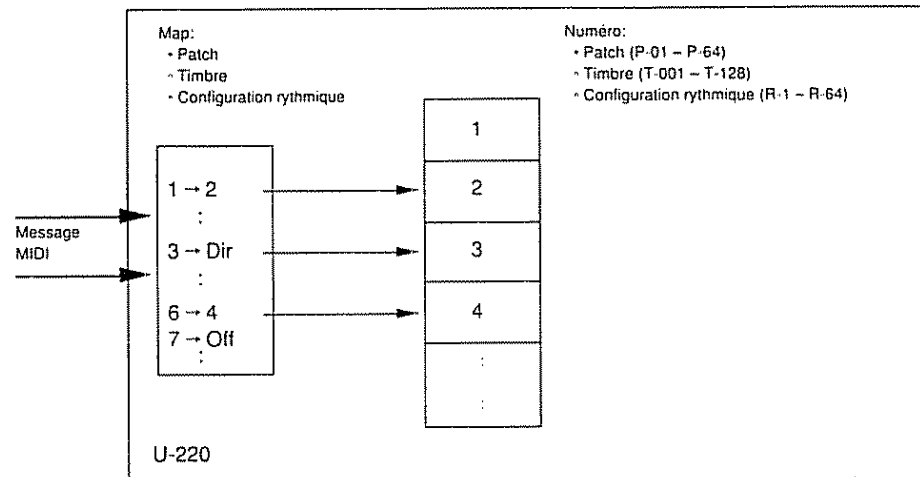 Map:
• Patch
• Timbre
• Configuration rythmique
Numéro:
• Patch (P-01 – P-64)
• Timbre (T-001 – T-128)
• Configuration rythmique (R-1 – R-64)
Message
MIDI
1 → 2
:
3 → Dir
:
6 → 4
7 → Off
:
1
2
3
4
:
:
U-220